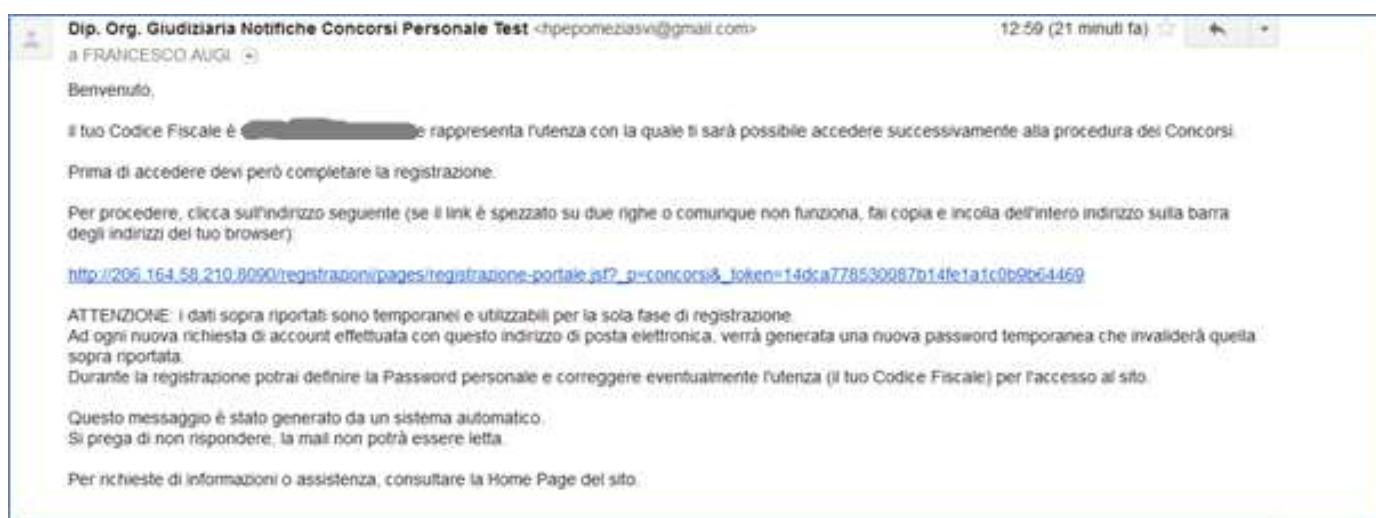 Dip. Org. Giudiziaria Notifiche Concorsi Personale Test <hpepomeziasvi@gmail.com> 12:59 (21 minuti fa)
a FRANCESCO AUGI.
Benvenuto,
il tuo Codice Fiscale è e rappresenta l'utenza con la quale ti sarà possibile accedere successivamente alla procedura dei Concorsi.
Prima di accedere devi però completare la registrazione.
Per procedere, clicca sull'indirizzo seguente (se il link è spezzato su due righe o comunque non funziona, fai copia e incolla dell'intero indirizzo sulla barra
degli indirizzi del tuo browser):
http://206.164.58.210:8090/registrazioni/pages/registrazione-portale.jsf?_p=concorsi&_token=14dca778530087b14fe1a1c0b9b64469
ATTENZIONE: i dati sopra riportati sono temporanei e utilizzabili per la sola fase di registrazione.
Ad ogni nuova richiesta di account effettuata con questo indirizzo di posta elettronica, verrà generata una nuova password temporanea che invaliderà quella
sopra riportata.
Durante la registrazione potrai definire la Password personale e correggere eventualmente l'utenza (il tuo Codice Fiscale) per l'accesso al sito.
Questo messaggio è stato generato da un sistema automatico.
Si prega di non rispondere, la mail non potrà essere letta.
Per richieste di informazioni o assistenza, consultare la Home Page del sito.